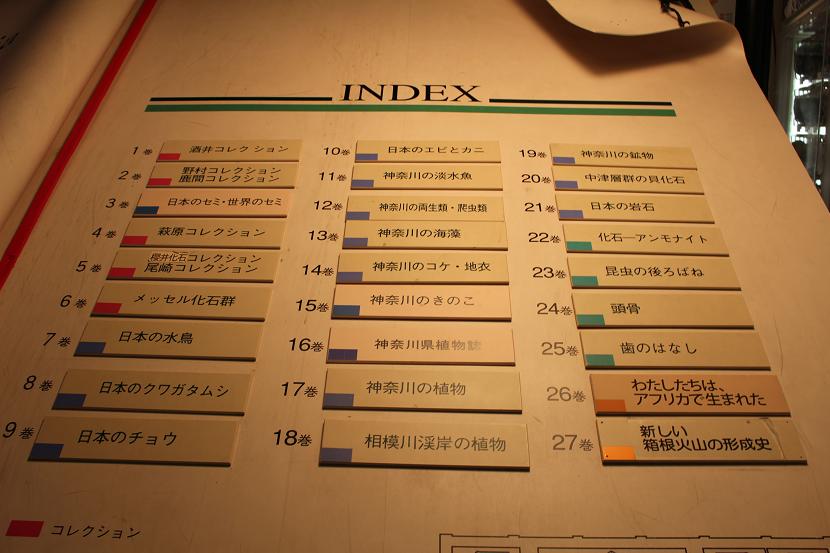 INDEX
1巻 酒井コレクション
2巻 野村コレクション
鹿間コレクション
3巻 日本のセミ・世界のセミ
4巻 萩原コレクション
5巻 櫻井化石コレクション
尾崎コレクション
6巻 メッセル化石群
7巻 日本の水鳥
8巻 日本のクワガタムシ
9巻 日本のチョウ
10巻 日本のエビとカニ
11巻 神奈川の淡水魚
12巻 神奈川の両生類・爬虫類
13巻 神奈川の海藻
14巻 神奈川のコケ・地衣
15巻 神奈川のきのこ
16巻 神奈川県植物誌
17巻 神奈川の植物
18巻 相模川渓岸の植物
19巻 神奈川の鉱物
20巻 中津層群の貝化石
21巻 日本の岩石
22巻 化石―アンモナイト
23巻 昆虫の後ろばね
24巻 頭骨
25巻 歯のはなし
26巻 わたしたちは、
アフリカで生まれた
27巻 新しい
箱根火山の形成史
コレクション